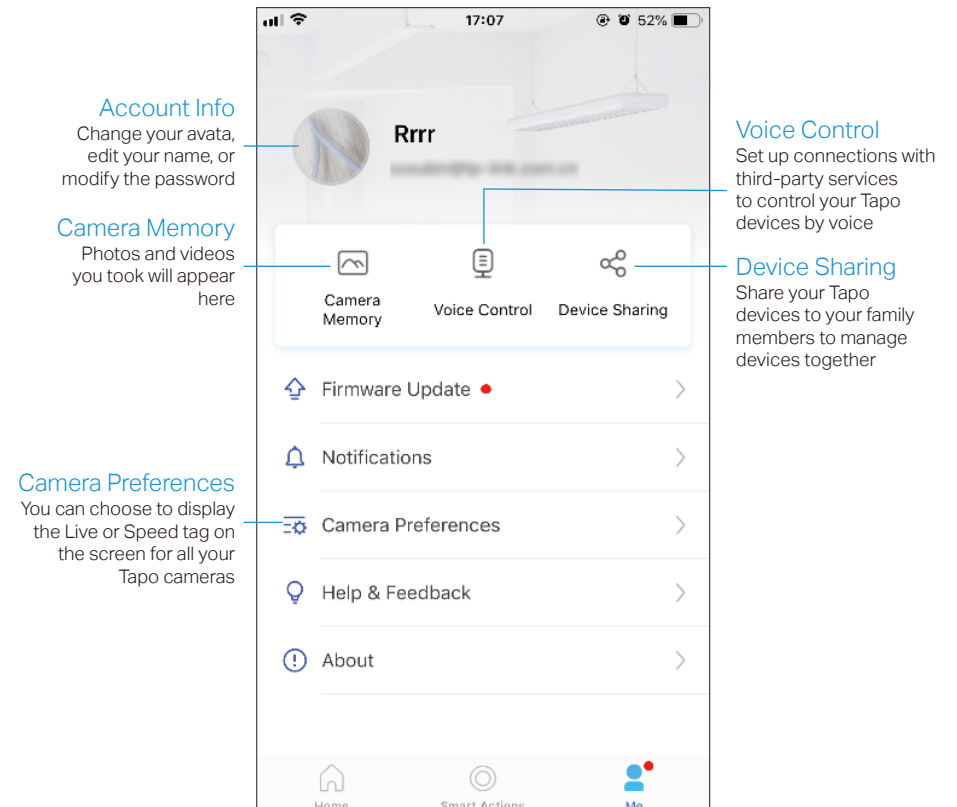 17:07
52%
Account Info
Change your avata,
edit your name, or
modify the password
Rrrr
Voice Control
Set up connections with
third-party services
to control your Tapo
devices by voice
Camera Memory
Photos and videos
you took will appear
here
Device Sharing
Share your Tapo
devices to your family
members to manage
devices together
Camera
Memory
Voice Control
Device Sharing
Firmware Update
Notifications
Camera Preferences
You can choose to display
the Live or Speed tag on
the screen for all your
Tapo cameras
Camera Preferences
Help & Feedback
About
Home
Smart Actions
Me